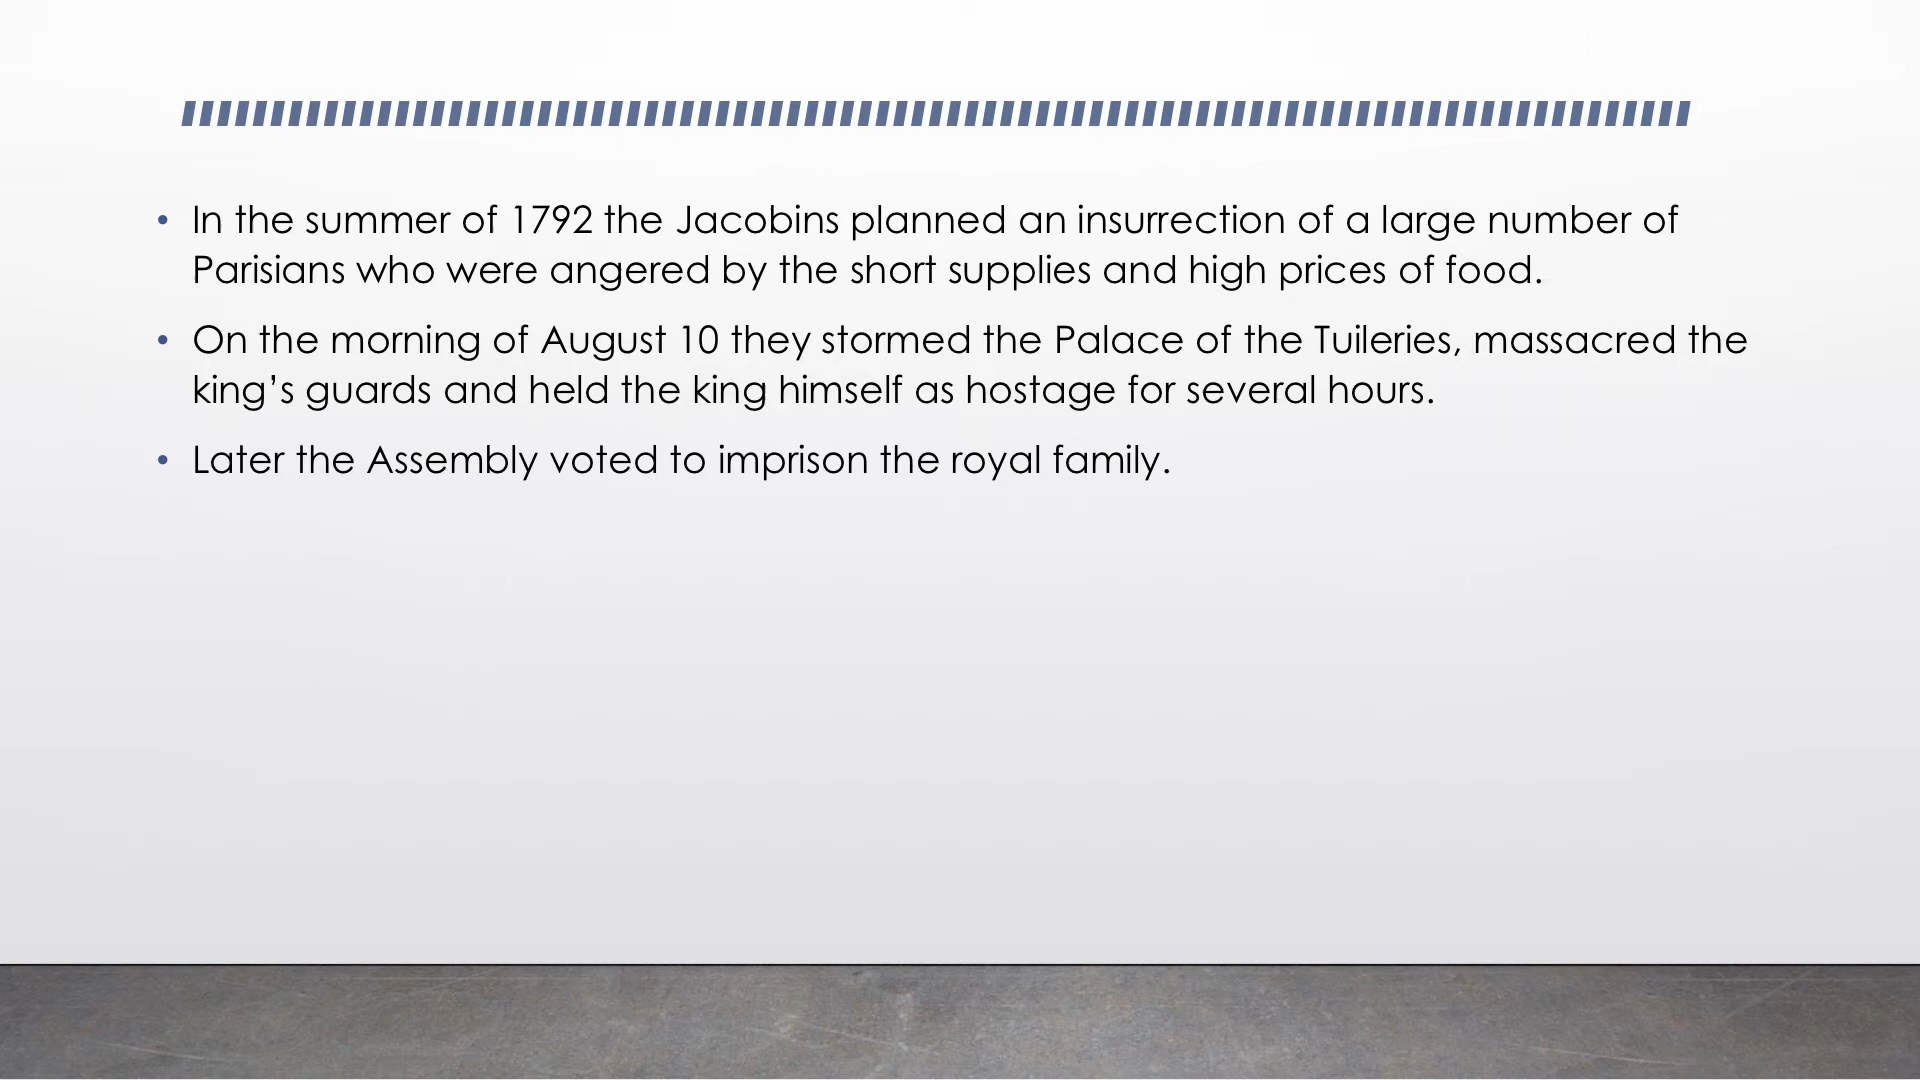 • In the summer of 1792 the Jacobins planned an insurrection of a large number of
Parisians who were angered by the short supplies and high prices of food.
• On the morning of August 10 they stormed the Palace of the Tuileries, massacred the
king’s guards and held the king himself as hostage for several hours.
• Later the Assembly voted to imprison the royal family.